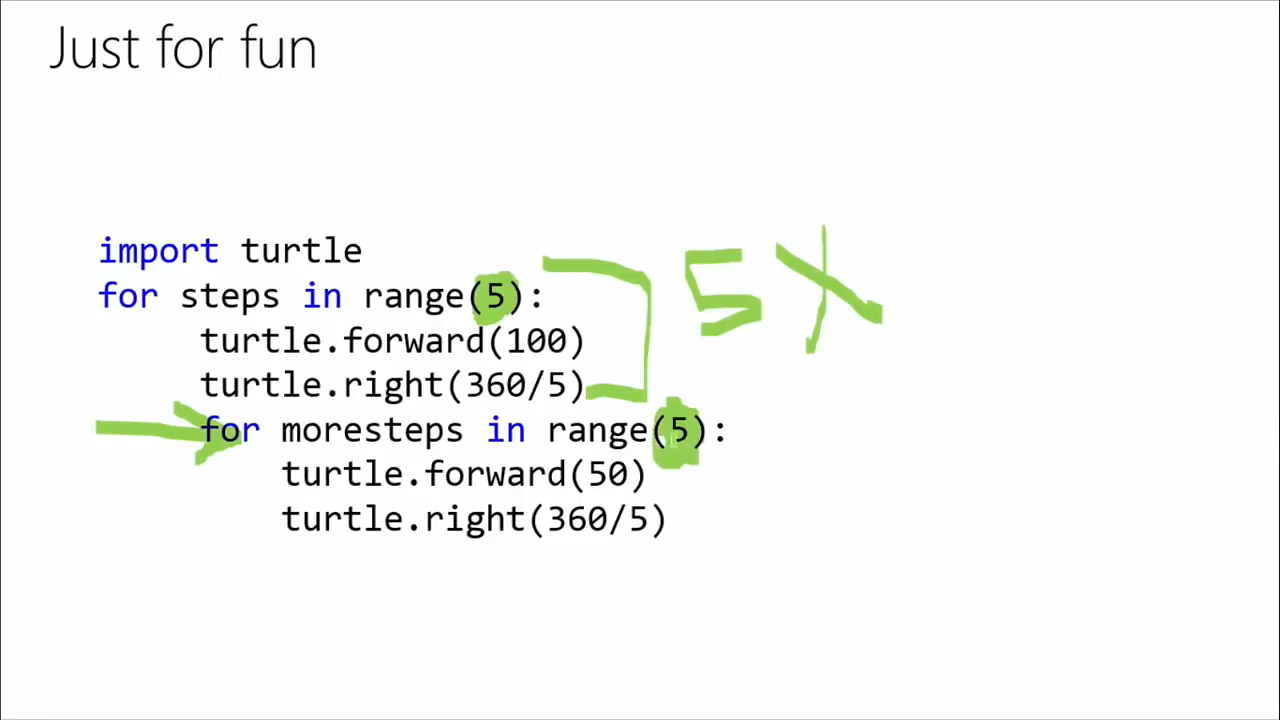 Just for fun
import turtle
for steps in range(5):
    turtle.forward(100)
    turtle.right(360/5)
    for moresteps in range(5):
        turtle.forward(50)
        turtle.right(360/5)
5X